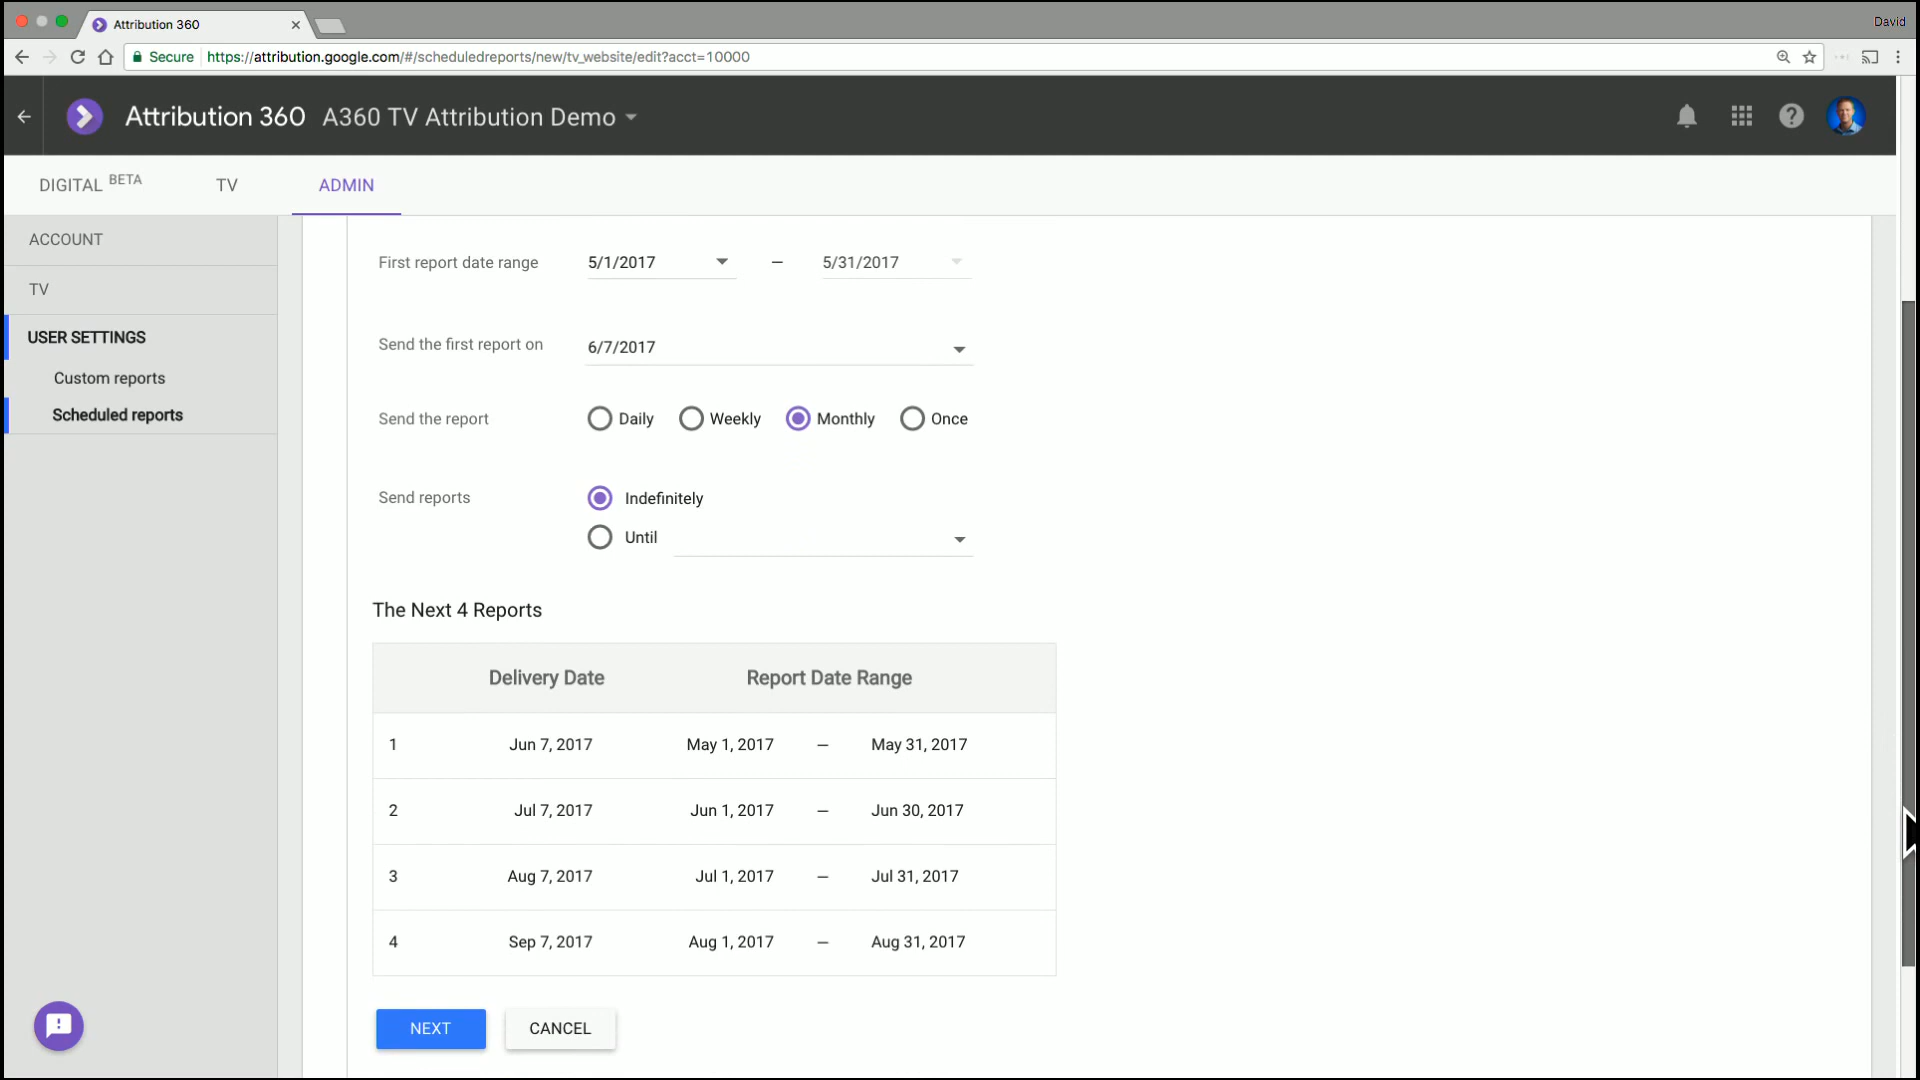 Attribution 360
David
Secure https://attribution.google.com/#/scheduledreports/new/tv_website/edit?acct=10000
Attribution 360 A360 TV Attribution Demo
DIGITAL BETA TV ADMIN
ACCOUNT
TV
USER SETTINGS
Custom reports
Scheduled reports
First report date range 5/1/2017 – 5/31/2017
Send the first report on 6/7/2017
Send the report Daily Weekly Monthly Once
Send reports Indefinitely
Until
The Next 4 Reports
Delivery Date Report Date Range
1 Jun 7, 2017 May 1, 2017 – May 31, 2017
2 Jul 7, 2017 Jun 1, 2017 – Jun 30, 2017
3 Aug 7, 2017 Jul 1, 2017 – Jul 31, 2017
4 Sep 7, 2017 Aug 1, 2017 – Aug 31, 2017
NEXT CANCEL